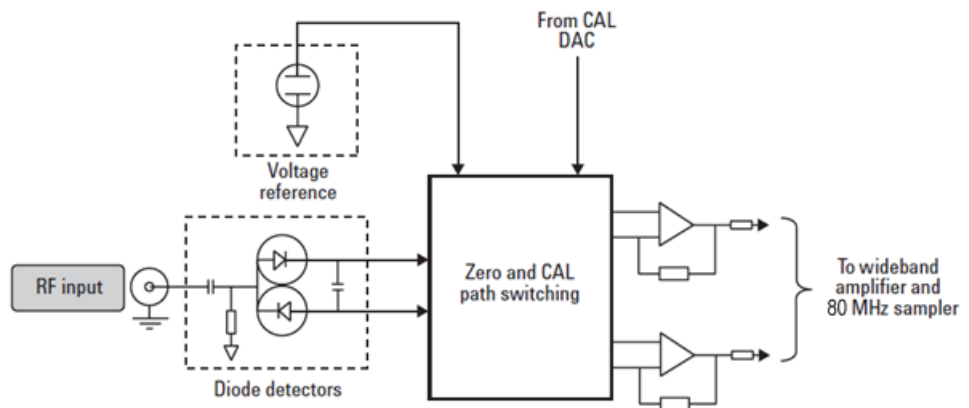 From CAL
DAC
Voltage
reference
RF input
Diode detectors
Zero and CAL
path switching
To wideband
amplifier and
80 MHz sampler